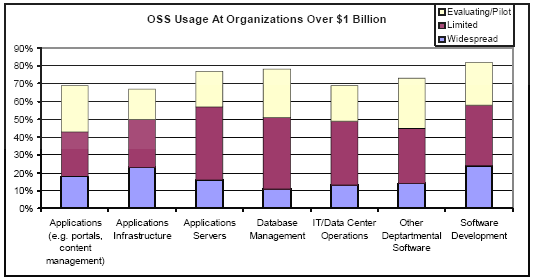 OSS Usage At Organizations Over $1 Billion
Evaluating/Pilot
Limited
Widespread
90%
80%
70%
60%
50%
40%
30%
20%
10%
0%
Applications
(e.g. portals,
content
management)
Applications
Infrastructure
Applications
Servers
Database
Management
IT/Data Center
Operations
Other
Deptartmental
Software
Software
Development